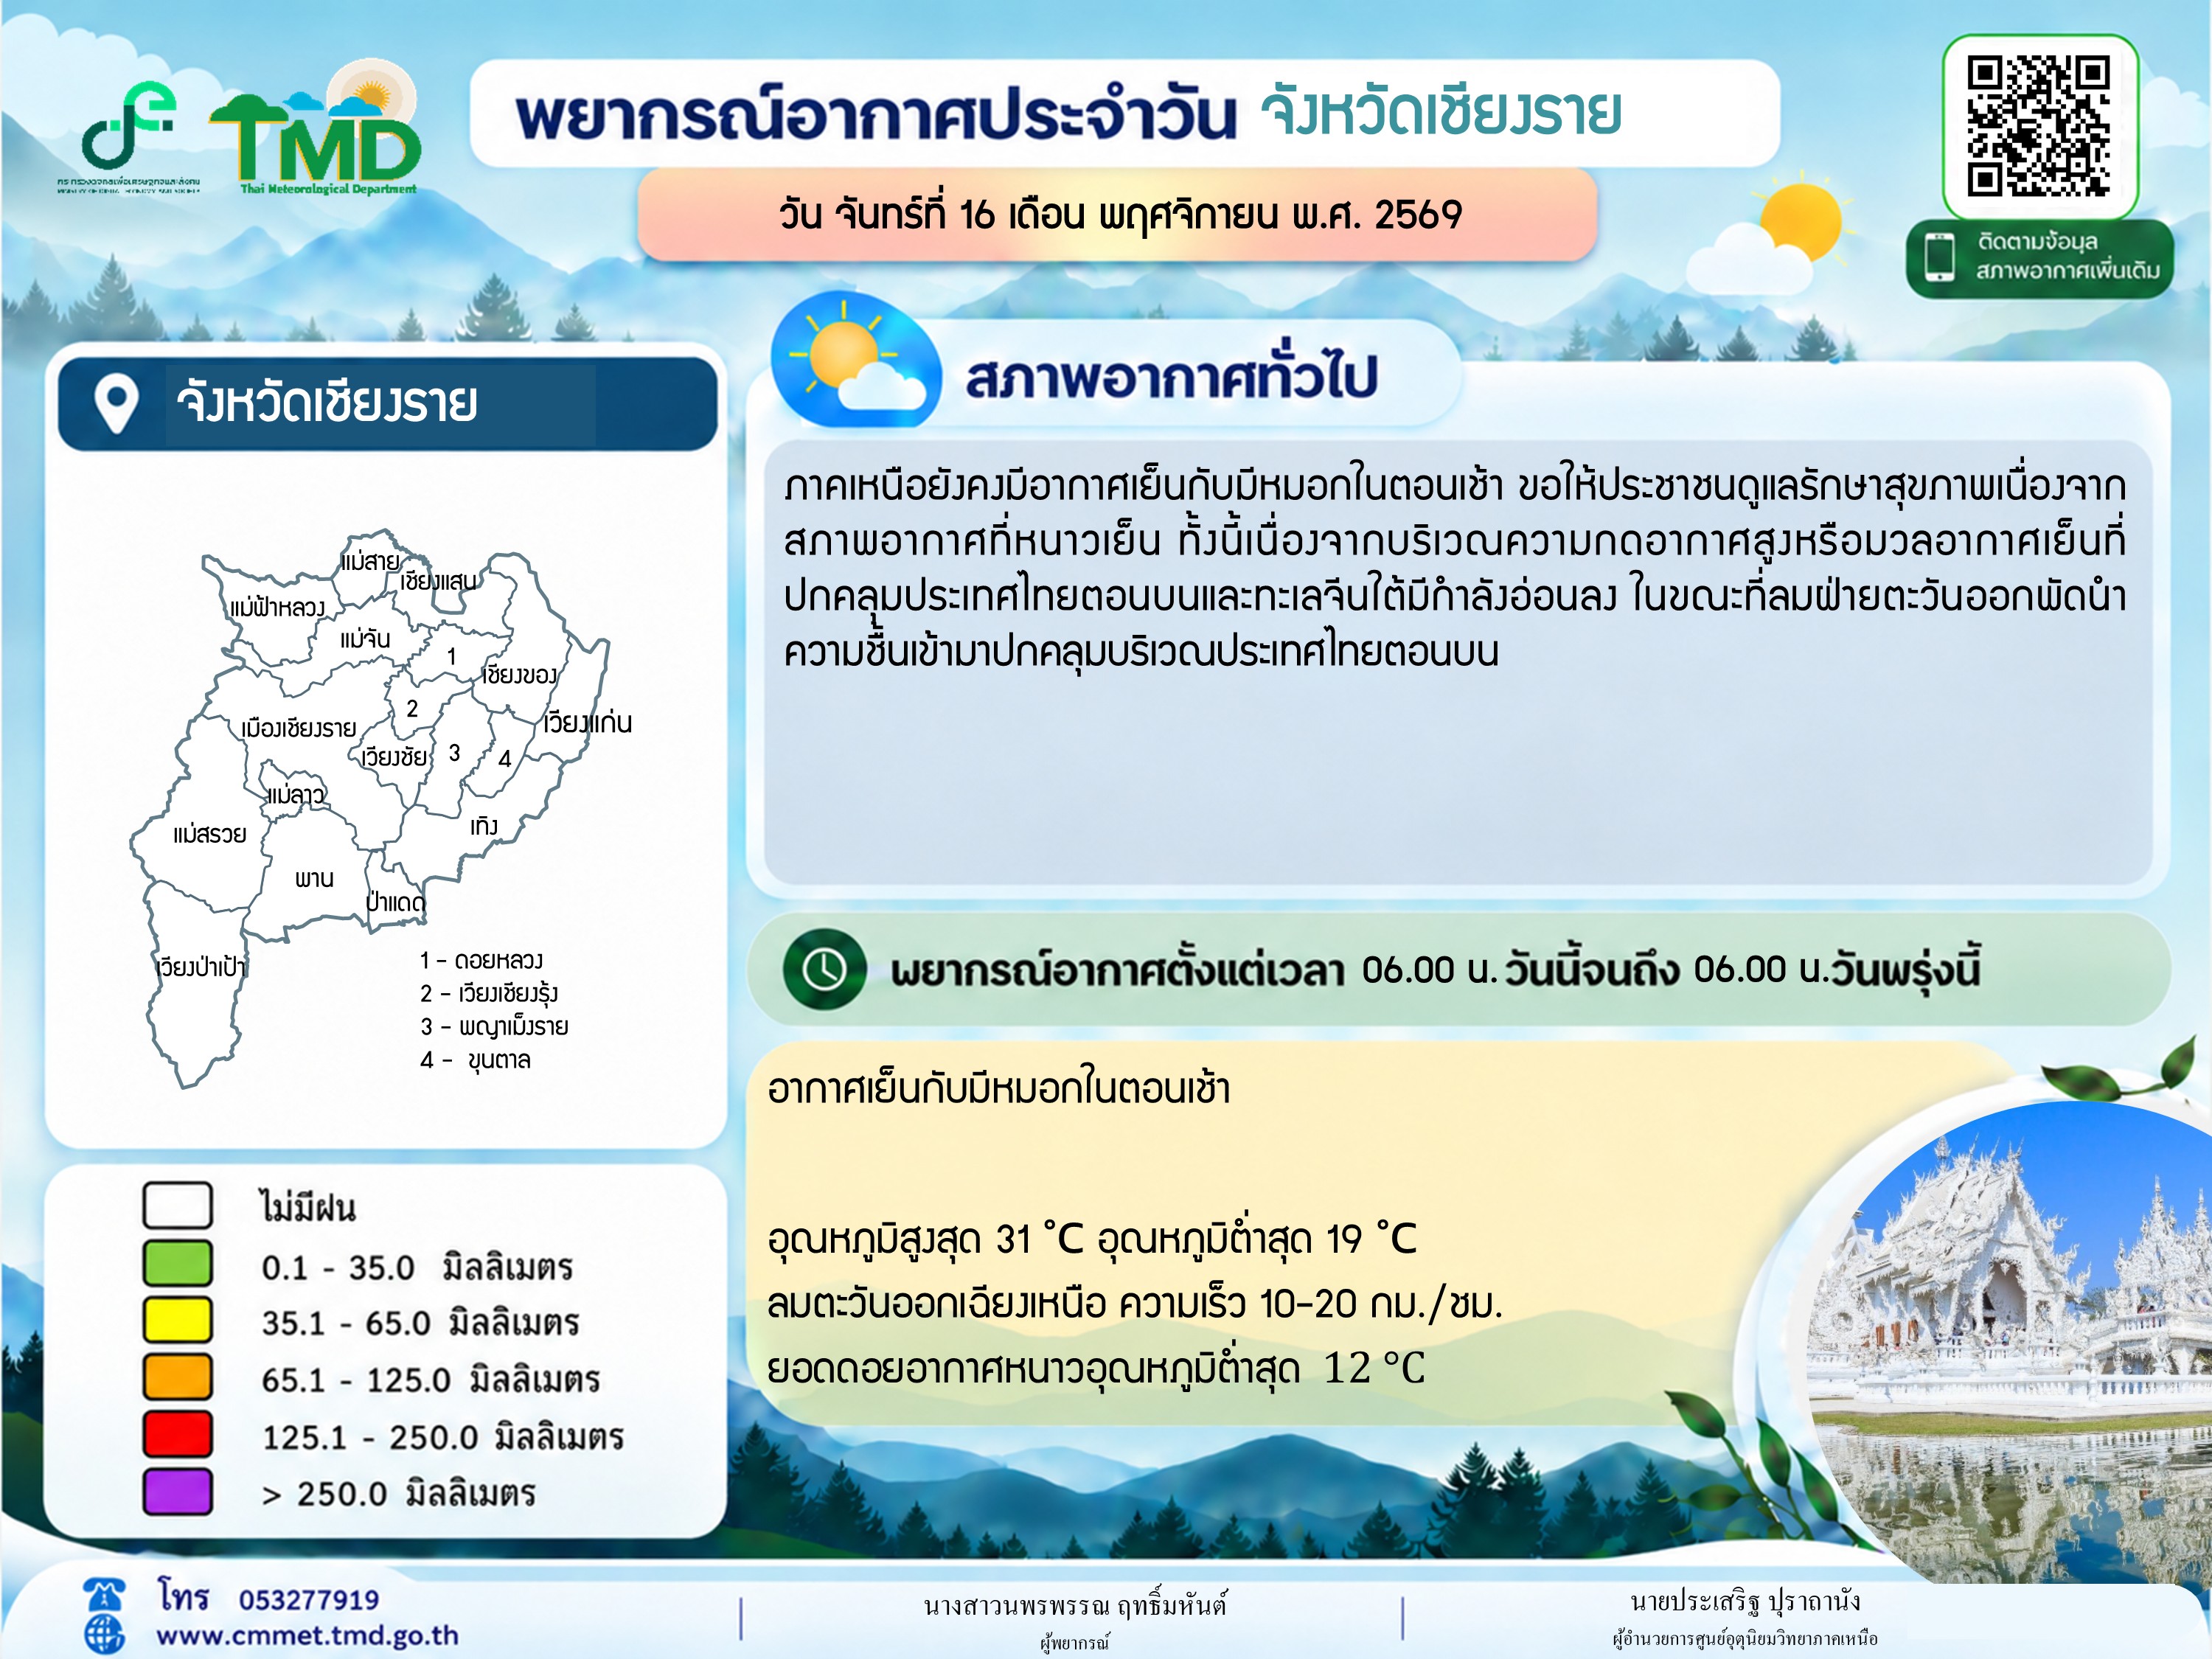 TMD
Thai Meteorological Department
พยากรณ์อากาศประจำวัน จังหวัดเชียงราย
วัน จันทร์ที่ 16 เดือน พฤศจิกายน พ.ศ. 2569
ติดตามข้อมูล
สภาพอากาศเพิ่มเติม
จังหวัดเชียงราย
แม่สาย
เชียงแสน
แม่ฟ้าหลวง
แม่จัน
1
เชียงของ
2
เวียงแก่น
เมืองเชียงราย
เวียงชัย
3
4
แม่ลาว
เทิง
แม่สรวย
พาน
ป่าแดด
เวียงป่าเป้า
1 - ดอยหลวง
2 - เวียงเชียงรุ้ง
3 - พญาเม็งราย
4 - ขุนตาล
ไม่มีฝน
0.1 - 35.0 มิลลิเมตร
35.1 - 65.0 มิลลิเมตร
65.1 - 125.0 มิลลิเมตร
125.1 - 250.0 มิลลิเมตร
> 250.0 มิลลิเมตร
สภาพอากาศทั่วไป
ภาคเหนือยังคงมีอากาศเย็นกับมีหมอกในตอนเช้า ขอให้ประชาชนดูแลรักษาสุขภาพเนื่องจาก
สภาพอากาศที่หนาวเย็น ทั้งนี้เนื่องจากบริเวณความกดอากาศสูงหรือมวลอากาศเย็นที่
ปกคลุมประเทศไทยตอนบนและทะเลจีนใต้มีกำลังอ่อนลง ในขณะที่ลมฝ่ายตะวันออกพัดนำ
ความชื้นเข้ามาปกคลุมบริเวณประเทศไทยตอนบน
พยากรณ์อากาศตั้งแต่เวลา 06.00 น. วันนี้จนถึง 06.00 น.วันพรุ่งนี้
อากาศเย็นกับมีหมอกในตอนเช้า
อุณหภูมิสูงสุด 31 °C อุณหภูมิต่ำสุด 19 °C
ลมตะวันออกเฉียงเหนือ ความเร็ว 10-20 กม./ชม.
ยอดดอยอากาศหนาวอุณหภูมิต่ำสุด 12 °C
โทร 053277919
www.cmmet.tmd.go.th
นางสาวนพรพรรณ ฤทธิ์มหันต์
ผู้พยากรณ์
นายประเสริฐ ปุราถานัง
ผู้อำนวยการศูนย์อุตุนิยมวิทยาภาคเหนือ